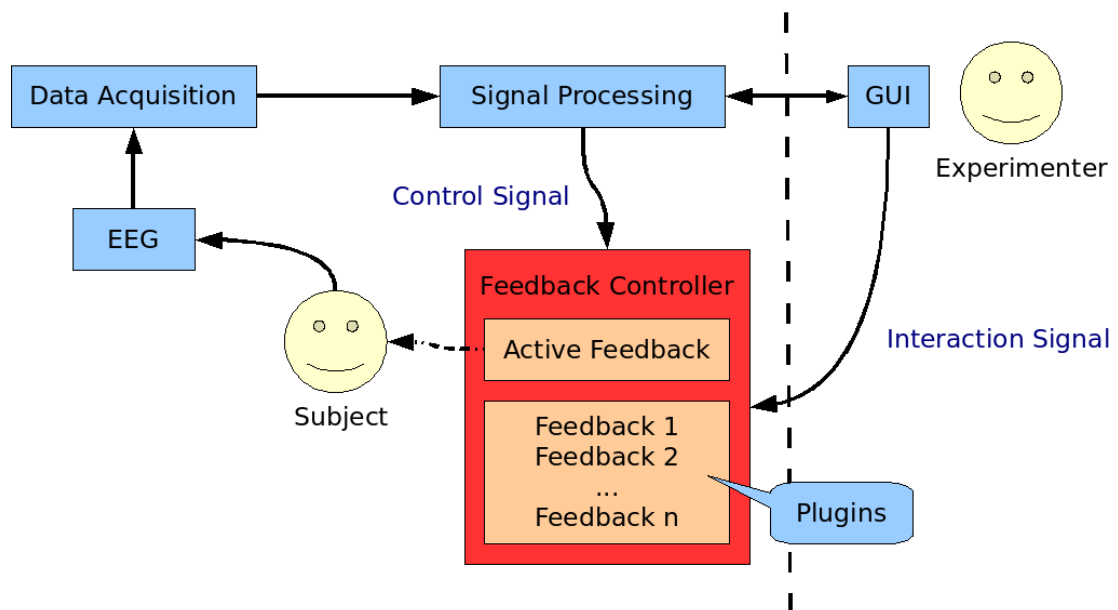 Data Acquisition
Signal Processing
GUI
Experimenter
Control Signal
EEG
Feedback Controller
Interaction Signal
Active Feedback
Subject
Feedback 1
Feedback 2
...
Feedback n
Plugins